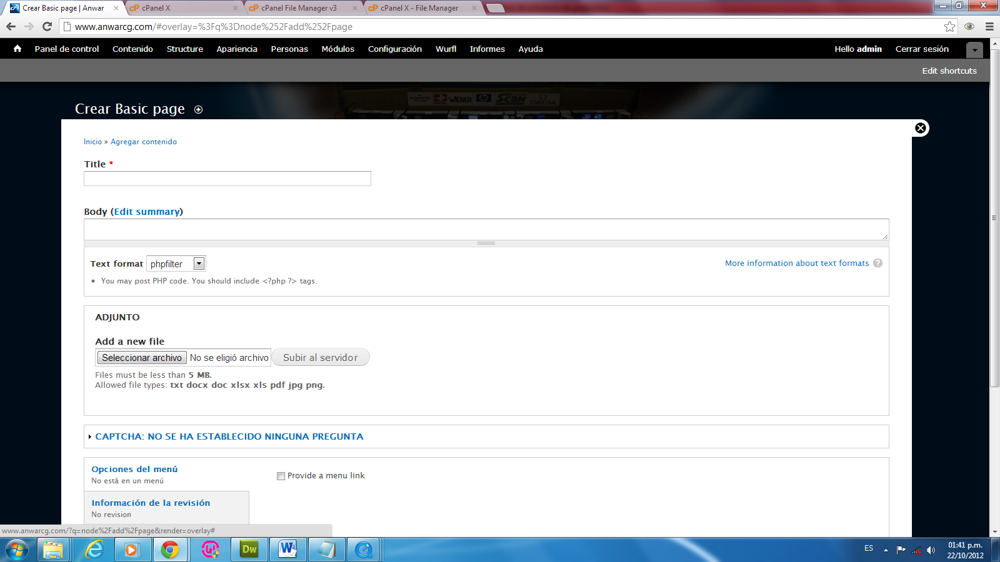 Crear Basic page | Anwar
cPanel X
cPanel File Manager v3
cPanel X - File Manager
www.anwarcg.com/#overlay=%3Fq%3Dnode%252Fadd%252Fpage
Panel de control Contenido Structure Apariencia Personas Módulos Configuración Wurfl Informes Ayuda Hello admin Cerrar sesión
Edit shortcuts
WIENER hp SCAN OMEGA
Crear Basic page
Inicio » Agregar contenido
Title *
Body (Edit summary)
Text format phpfilter More information about text formats ?
• You may post PHP code. You should include <?php ?> tags.
ADJUNTO
Add a new file
Seleccionar archivo No se eligió archivo Subir al servidor
Files must be less than 5 MB.
Allowed file types: txt docx doc xlsx xls pdf jpg png.
CAPTCHA: NO SE HA ESTABLECIDO NINGUNA PREGUNTA
Opciones del menú
No está en un menú
Provide a menu link
Información de la revisión
No revision
www.anwarcg.com/?q=node%2Fadd%2Fpage&render=overlay#
Dw
W
ES
01:41 p.m.
22/10/2012